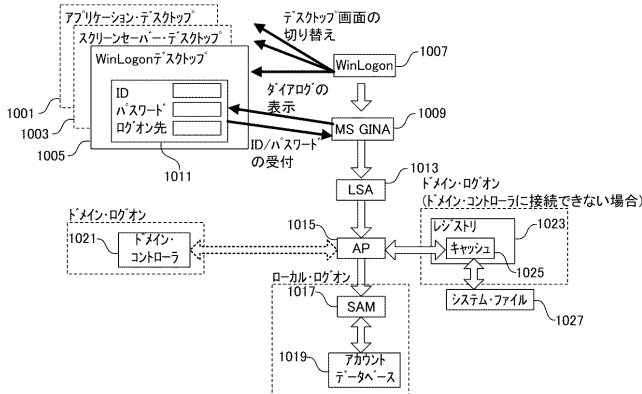 アプリケーション・デスクトップ
スクリーンセーバー・デスクトップ
WinLogonデスクトップ
ID
パスワード
ログオン先
1001
1003
1005
1011
デスクトップ画面の
切り替え
WinLogon
1007
ダイアログの
表示
MS GINA
1009
ID/パスワード
の受付
LSA
1013
ドメイン・ログオン
(ドメイン・コントローラに接続できない場合)
レジストリ
1023
キャッシュ
1025
システム・ファイル
1027
ドメイン・ログオン
1021
ドメイン・
コントローラ
1015
AP
ローカル・ログオン
1017
SAM
1019
アカウント
データベース